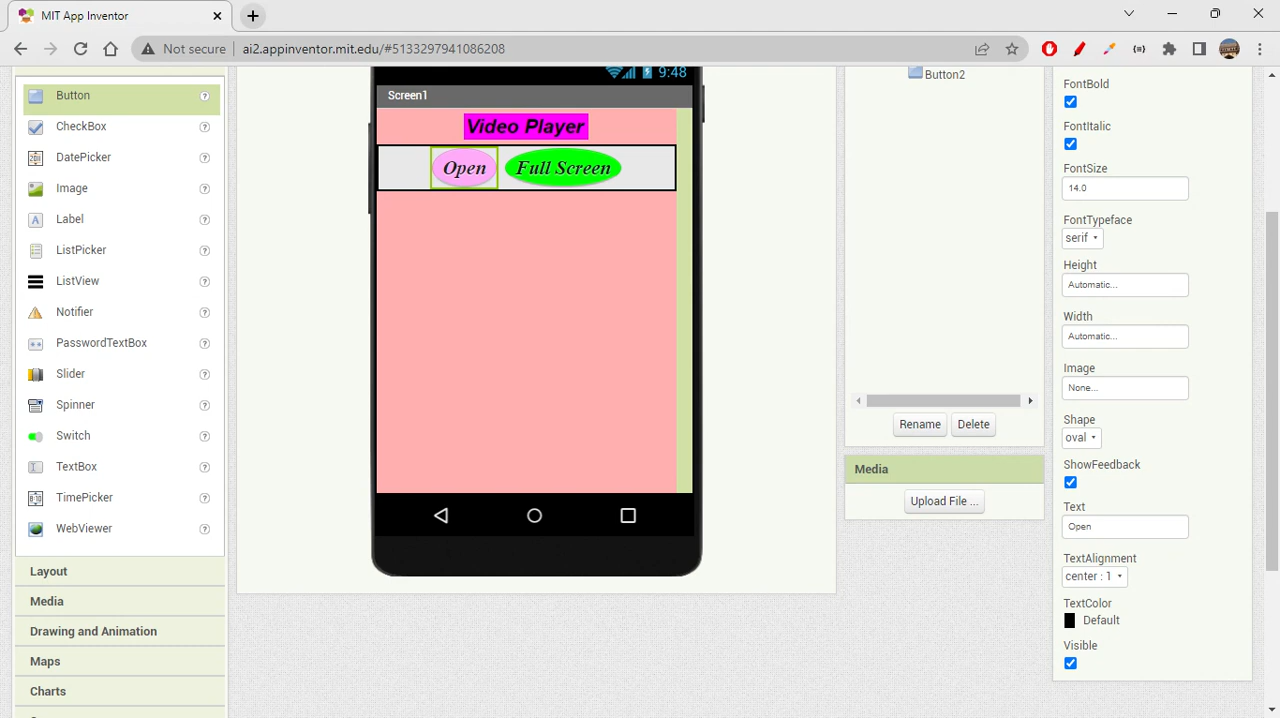 MIT App Inventor
Not secure
ai2.appinventor.mit.edu/#5133297941086208
Button
CheckBox
DatePicker
Image
Label
ListPicker
ListView
Notifier
PasswordTextBox
Slider
Spinner
Switch
TextBox
TimePicker
WebViewer
Layout
Media
Drawing and Animation
Maps
Charts
9:48
Screen1
Video Player
Open
Full Screen
Button2
Rename
Delete
Media
Upload File ...
FontBold
FontItalic
FontSize
14.0
FontTypeface
serif
Height
Automatic...
Width
Automatic...
Image
None...
Shape
oval
ShowFeedback
Text
Open
TextAlignment
center : 1
TextColor
Default
Visible